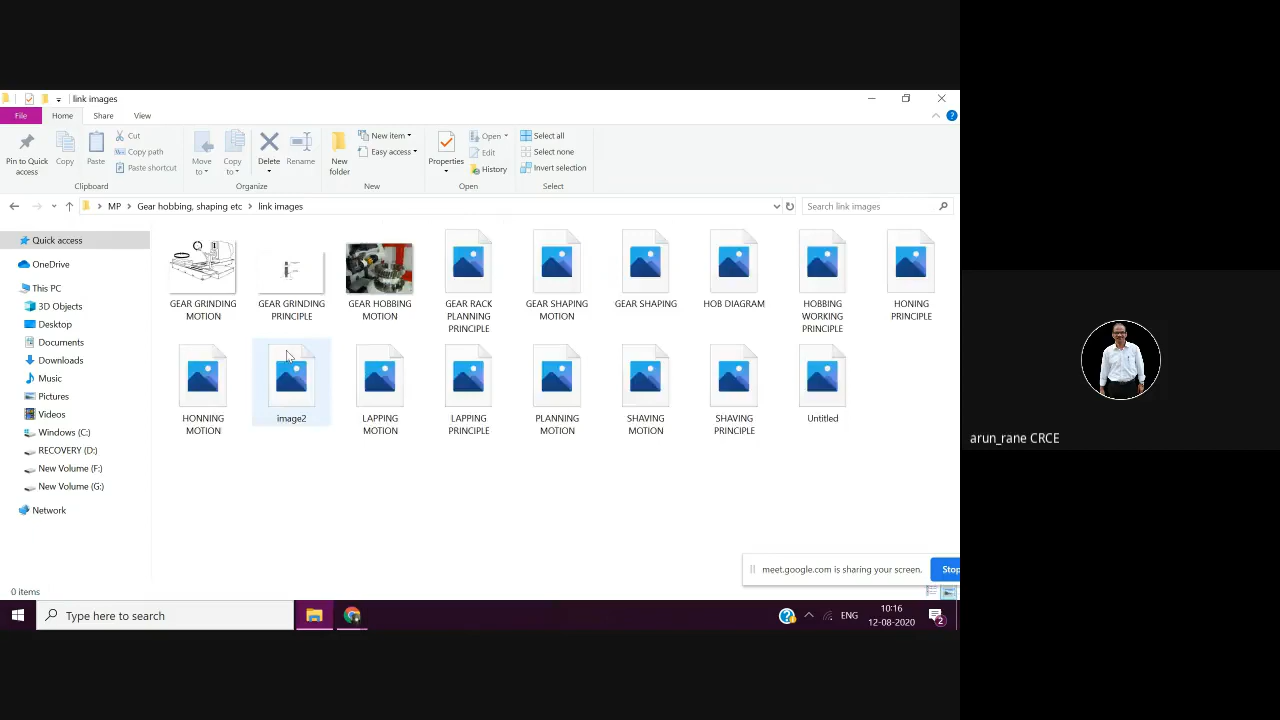 link images
File
Home
Share
View
Pin to Quick
access
Copy
Paste
Cut
Copy path
Paste shortcut
Clipboard
Move
to
Copy
to
Delete
Rename
Organize
New
folder
New item
Easy access
New
Properties
Open
Edit
History
Open
Select all
Select none
Invert selection
Select
MP
Gear hobbing, shaping etc
link images
Search link images
Quick access
OneDrive
This PC
3D Objects
Desktop
Documents
Downloads
Music
Pictures
Videos
Windows (C:)
RECOVERY (D:)
New Volume (F:)
New Volume (G:)
Network
GEAR GRINDING
MOTION
GEAR GRINDING
PRINCIPLE
GEAR HOBBING
MOTION
GEAR RACK
PLANNING
PRINCIPLE
GEAR SHAPING
MOTION
GEAR SHAPING
HOB DIAGRAM
HOBBING
WORKING
PRINCIPLE
HONING
PRINCIPLE
HONNING
MOTION
image2
LAPPING
MOTION
LAPPING
PRINCIPLE
PLANNING
MOTION
SHAVING
MOTION
SHAVING
PRINCIPLE
Untitled
meet.google.com is sharing your screen.
Stop
0 items
Type here to search
ENG
10:16
12-08-2020
2
arun_rane CRCE